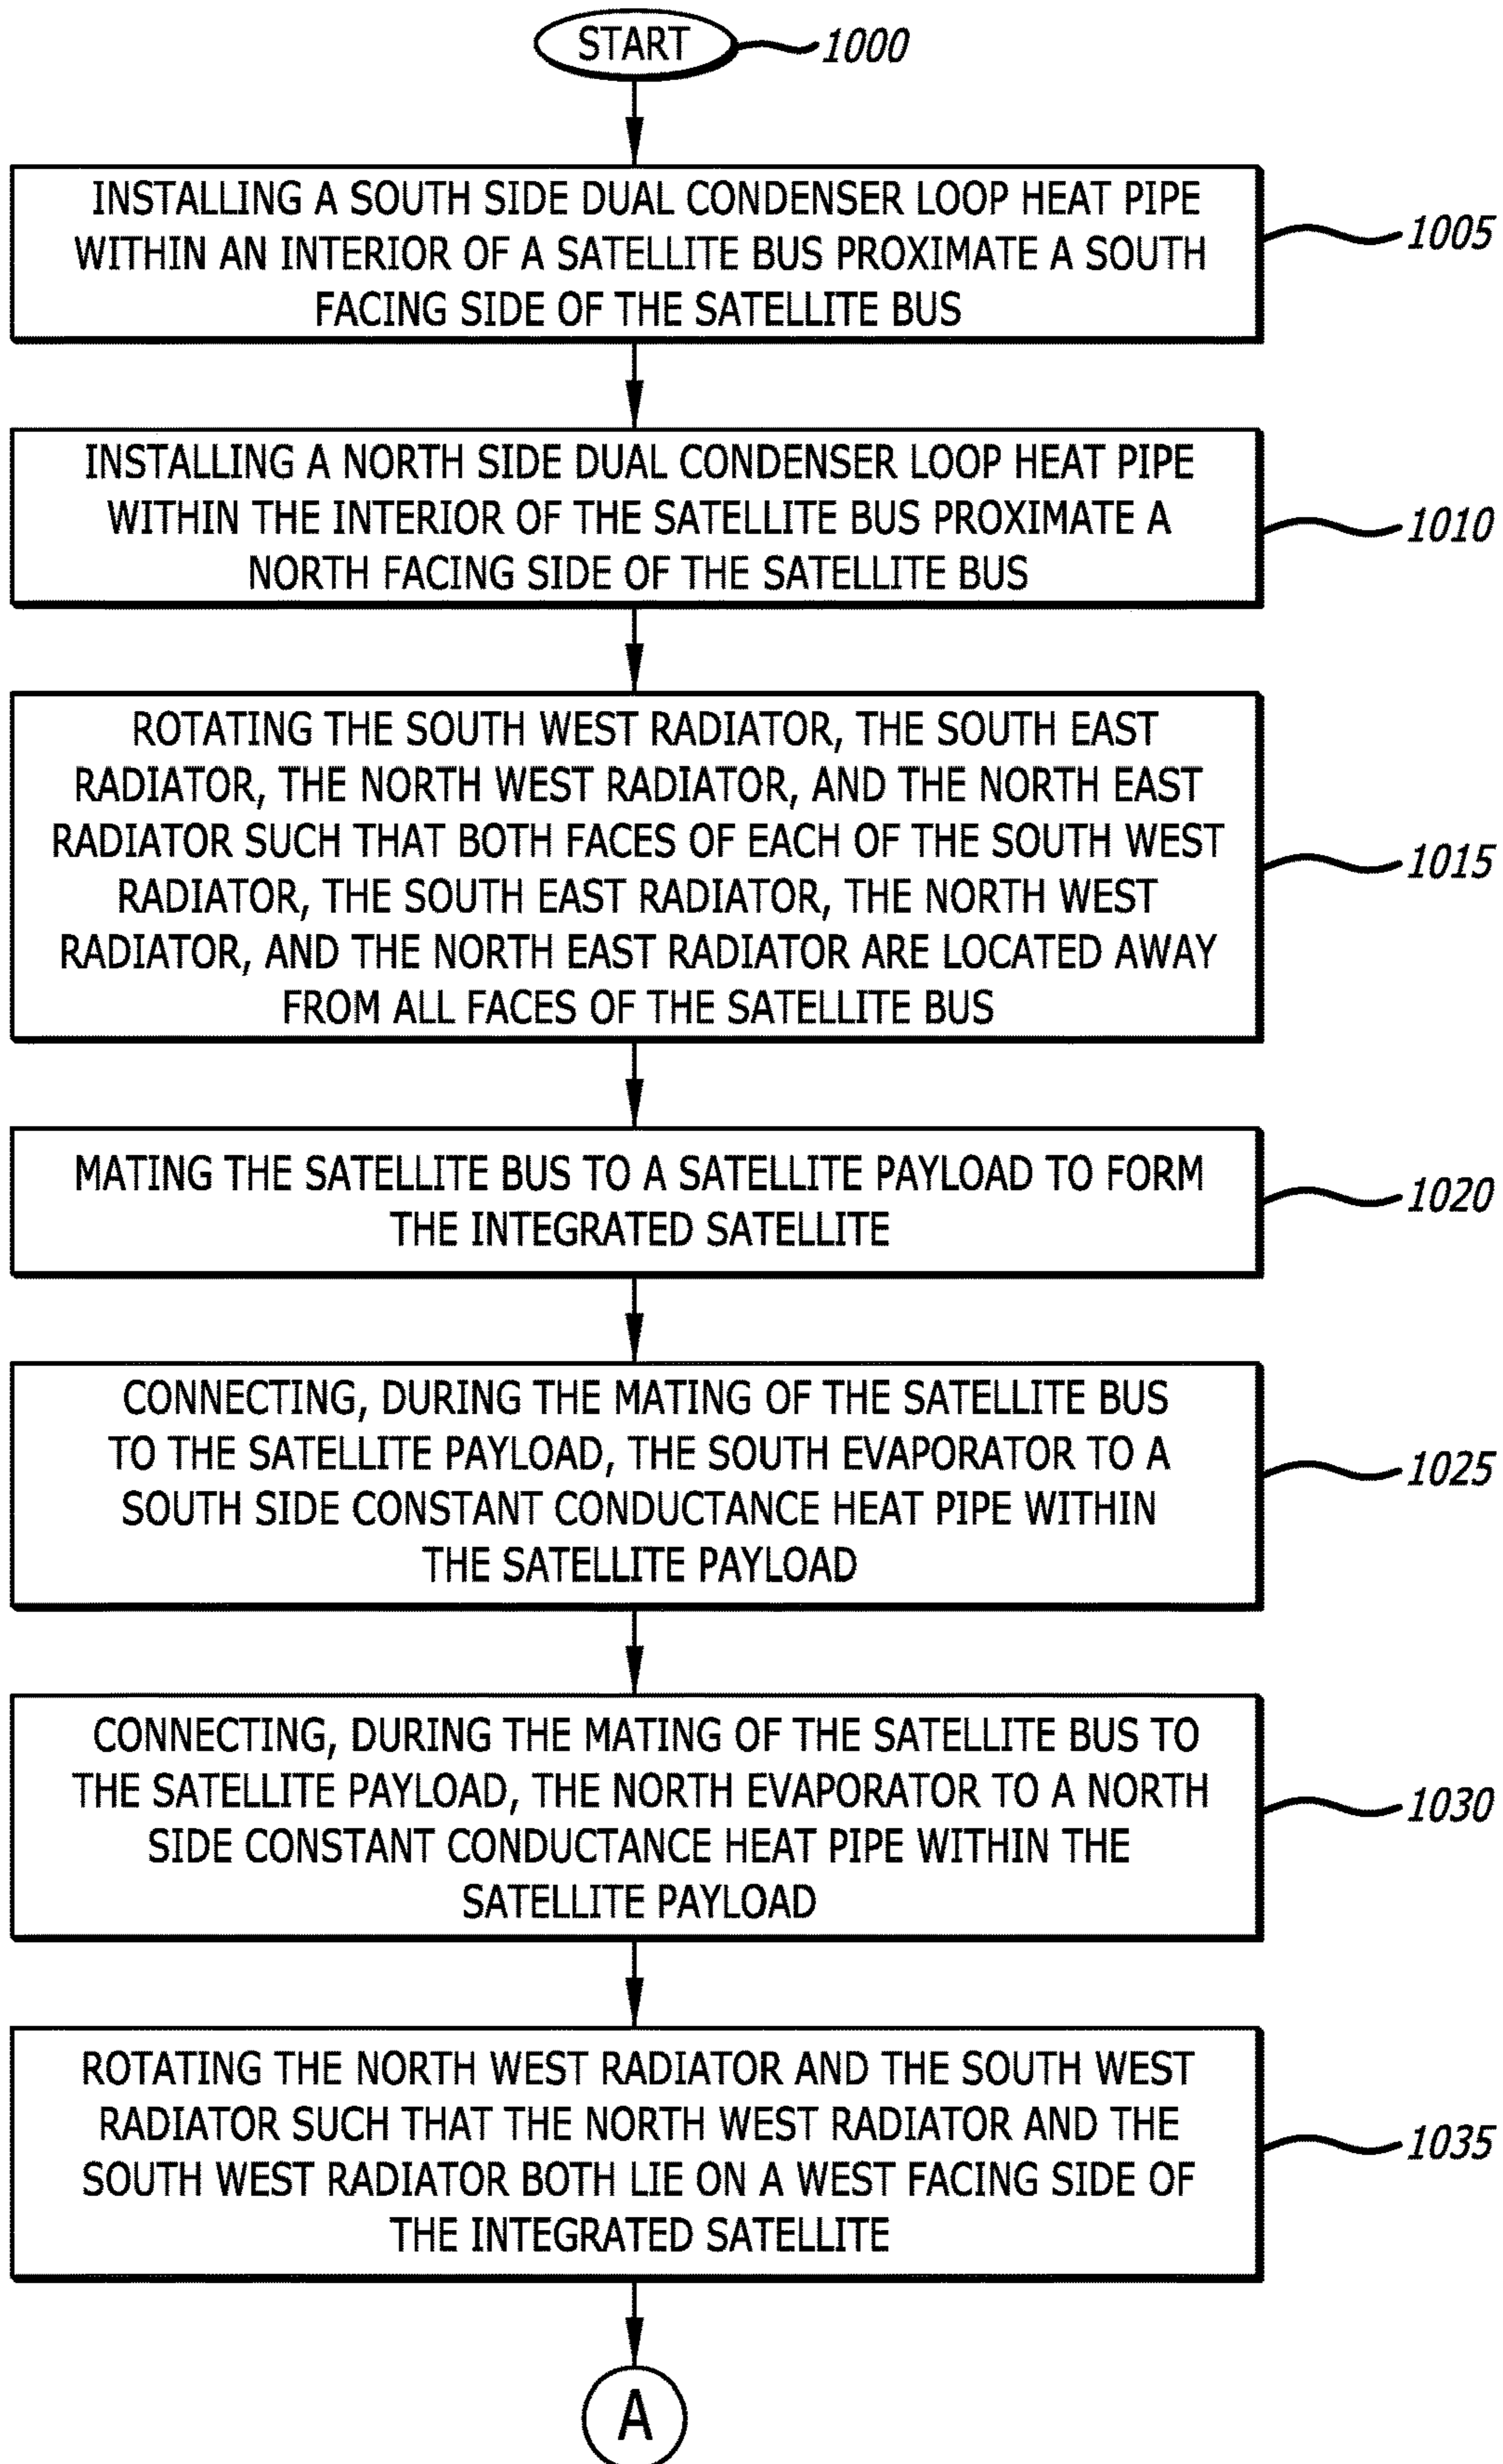 START
1000
INSTALLING A SOUTH SIDE DUAL CONDENSER LOOP HEAT PIPE
WITHIN AN INTERIOR OF A SATELLITE BUS PROXIMATE A SOUTH
FACING SIDE OF THE SATELLITE BUS
1005
INSTALLING A NORTH SIDE DUAL CONDENSER LOOP HEAT PIPE
WITHIN THE INTERIOR OF THE SATELLITE BUS PROXIMATE A
NORTH FACING SIDE OF THE SATELLITE BUS
1010
ROTATING THE SOUTH WEST RADIATOR, THE SOUTH EAST
RADIATOR, THE NORTH WEST RADIATOR, AND THE NORTH EAST
RADIATOR SUCH THAT BOTH FACES OF EACH OF THE SOUTH WEST
RADIATOR, THE SOUTH EAST RADIATOR, THE NORTH WEST
RADIATOR, AND THE NORTH EAST RADIATOR ARE LOCATED AWAY
FROM ALL FACES OF THE SATELLITE BUS
1015
MATING THE SATELLITE BUS TO A SATELLITE PAYLOAD TO FORM
THE INTEGRATED SATELLITE
1020
CONNECTING, DURING THE MATING OF THE SATELLITE BUS
TO THE SATELLITE PAYLOAD, THE SOUTH EVAPORATOR TO A
SOUTH SIDE CONSTANT CONDUCTANCE HEAT PIPE WITHIN
THE SATELLITE PAYLOAD
1025
CONNECTING, DURING THE MATING OF THE SATELLITE BUS TO
THE SATELLITE PAYLOAD, THE NORTH EVAPORATOR TO A NORTH
SIDE CONSTANT CONDUCTANCE HEAT PIPE WITHIN THE
SATELLITE PAYLOAD
1030
ROTATING THE NORTH WEST RADIATOR AND THE SOUTH WEST
RADIATOR SUCH THAT THE NORTH WEST RADIATOR AND THE
SOUTH WEST RADIATOR BOTH LIE ON A WEST FACING SIDE OF
THE INTEGRATED SATELLITE
1035
A